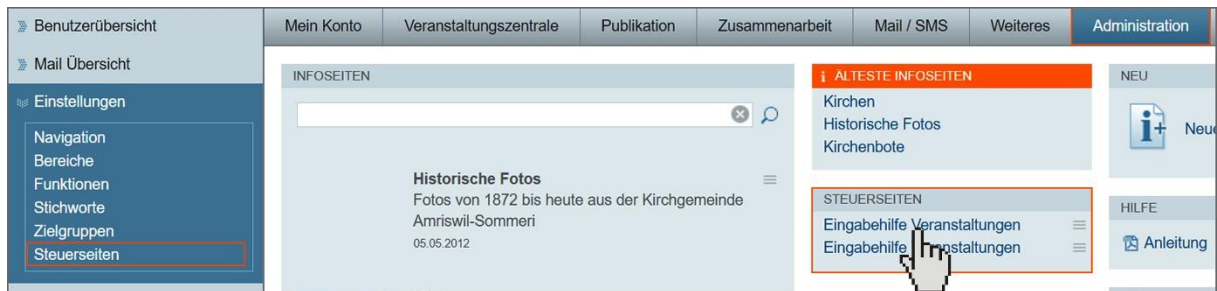 Benutzerübersicht
Mail Übersicht
Einstellungen
Navigation
Bereiche
Funktionen
Stichworte
Zielgruppen
Steuerseiten
Mein Konto Veranstaltungszentrale Publikation Zusammenarbeit Mail / SMS Weiteres Administration
INFOSEITEN
Historische Fotos
Fotos von 1872 bis heute aus der Kirchgemeinde
Amriswil-Sommeri
05.05.2012
ÄLTESTE INFOSEITEN
Kirchen
Historische Fotos
Kirchenbote
STEUERSEITEN
Eingabehilfe Veranstaltungen
Eingabehilfe Veranstaltungen
NEU
HILFE
Anleitung